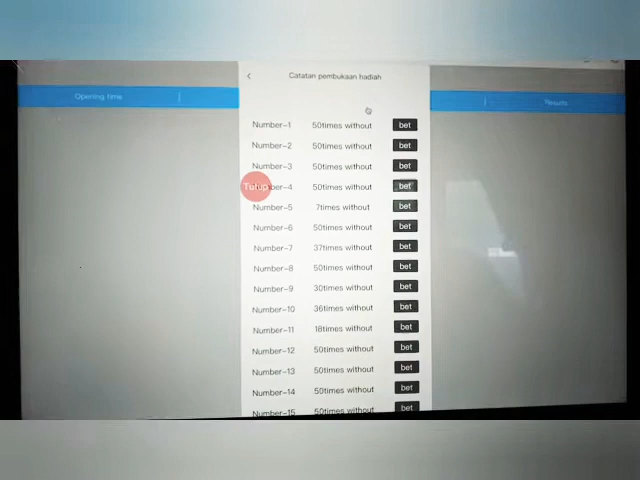 Catatan pembukaan hadiah
Opening time
Results
Number-1 50times without bet
Number-2 50times without bet
Number-3 50times without bet
Tutup
Number-4 50times without bet
Number-5 7times without bet
Number-6 50times without bet
Number-7 37times without bet
Number-8 50times without bet
Number-9 30times without bet
Number-10 36times without bet
Number-11 18times without bet
Number-12 50times without bet
Number-13 50times without bet
Number-14 50times without bet
Number-15 50times without bet